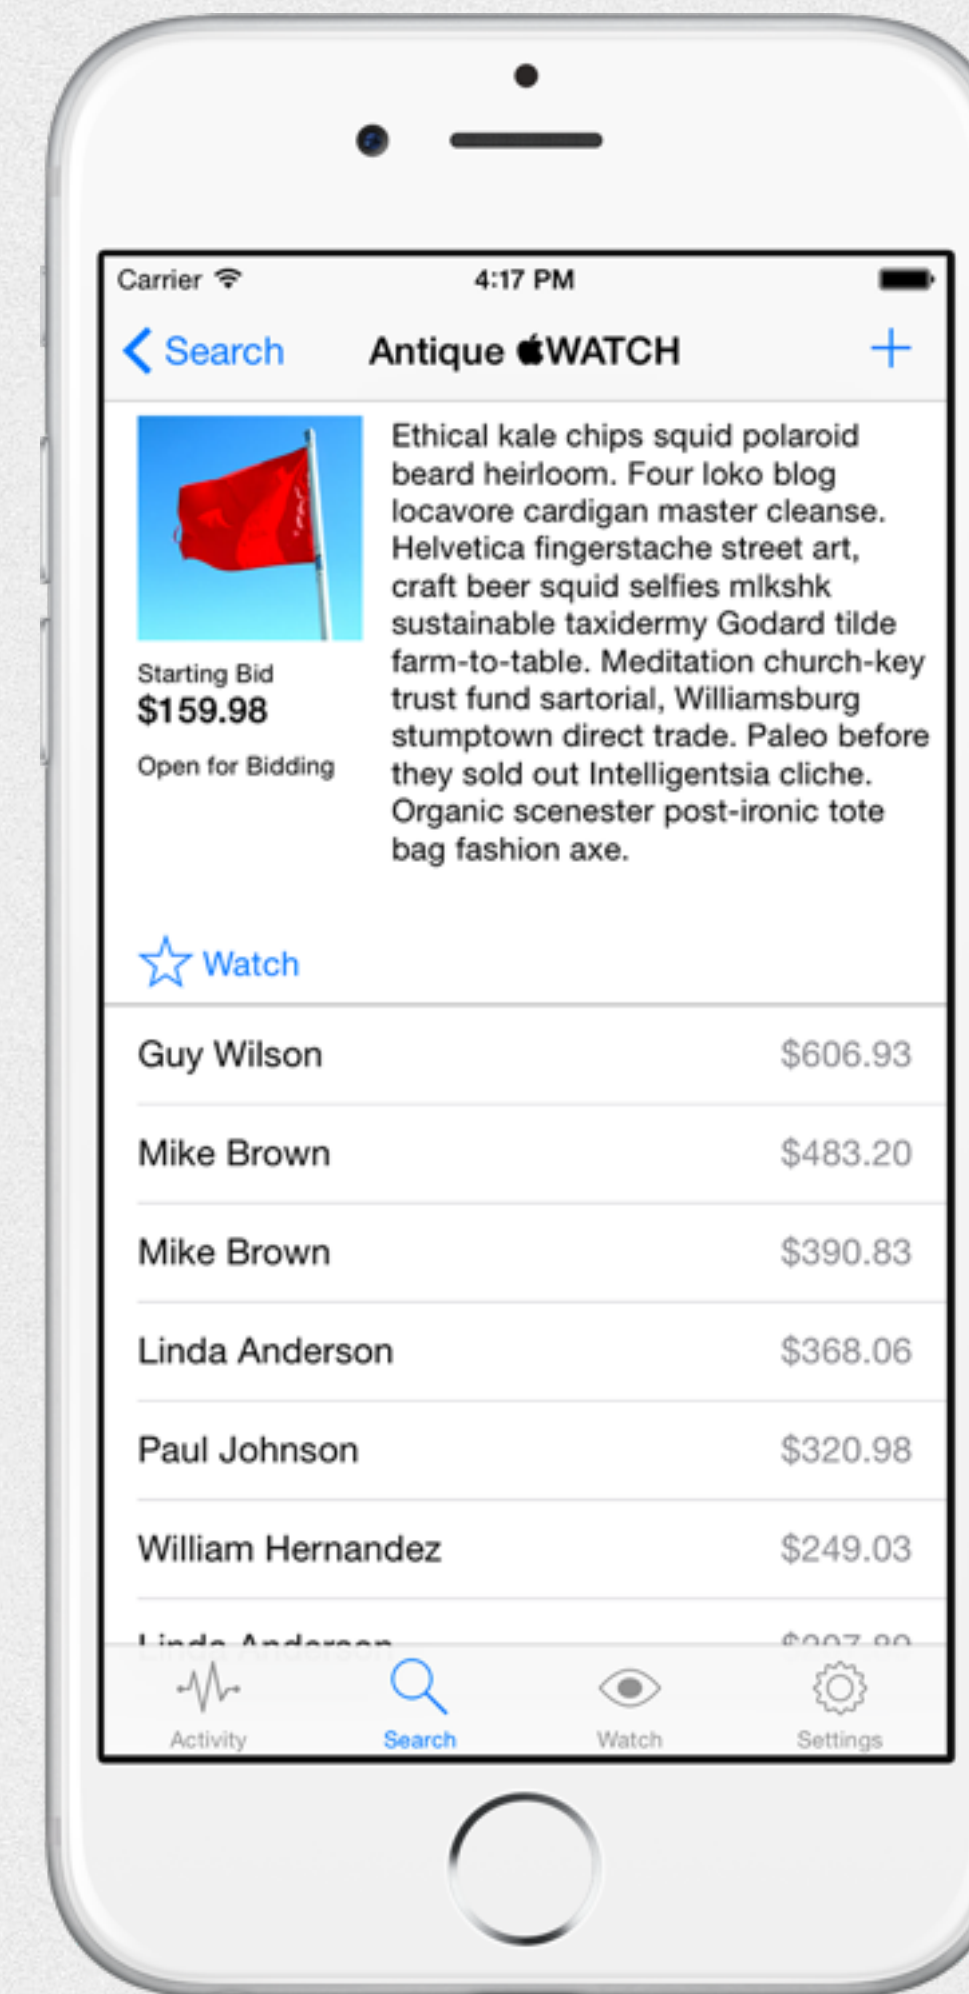 Carrier 4:17 PM
Search Antique WATCH +
Ethical kale chips squid polaroid
beard heirloom. Four loko blog
locavore cardigan master cleanse.
Helvetica fingerstache street art,
craft beer squid selfies mlkshk
sustainable taxidermy Godard tilde
farm-to-table. Meditation church-key
trust fund sartorial, Williamsburg
stumptown direct trade. Paleo before
they sold out Intelligentsia cliche.
Organic scenester post-ironic tote
bag fashion axe.
Starting Bid
$159.98
Open for Bidding
Watch
Guy Wilson $606.93
Mike Brown $483.20
Mike Brown $390.83
Linda Anderson $368.06
Paul Johnson $320.98
William Hernandez $249.03
Linda Anderson
Activity Search Watch Settings